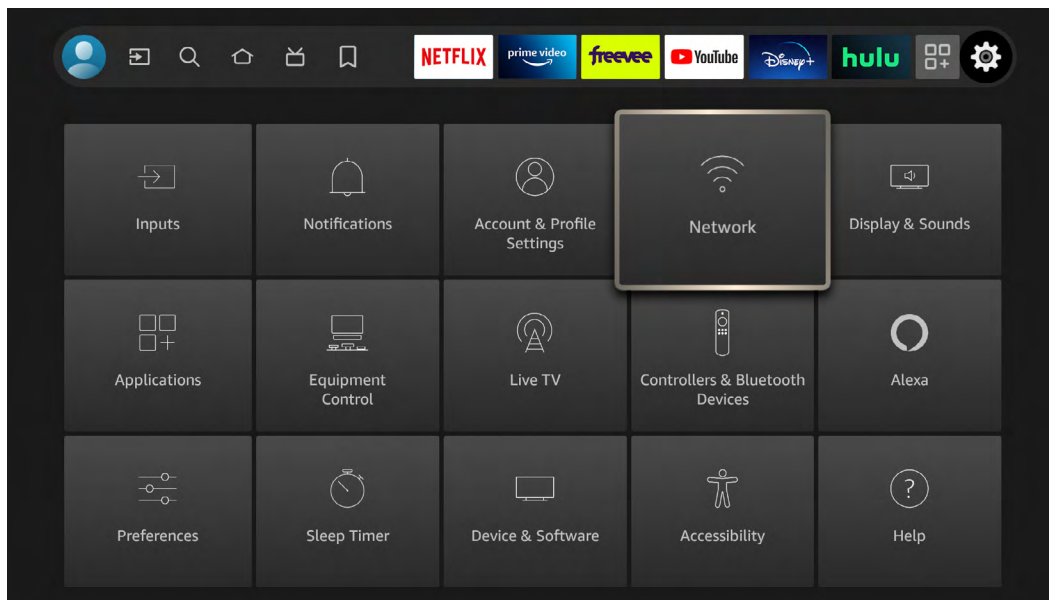 NETFLIX prime video freevee YouTube Disney+ hulu
Inputs
Notifications
Account & Profile
Settings
Network
Display & Sounds
Applications
Equipment
Control
Live TV
Controllers & Bluetooth
Devices
Alexa
Preferences
Sleep Timer
Device & Software
Accessibility
Help